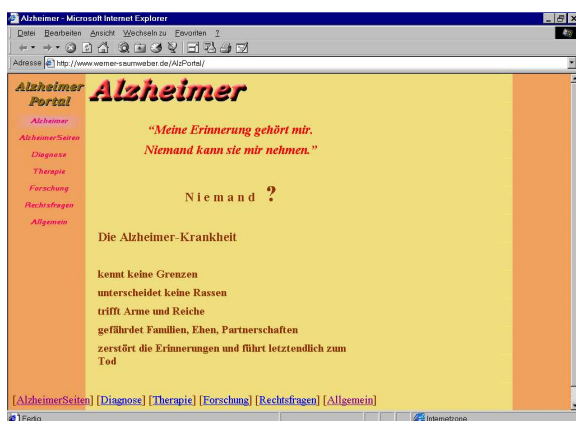 Alzheimer - Microsoft Internet Explorer
Datei Bearbeiten Ansicht Wechseln zu Favoriten ?
Adresse http://www.werner-saumweber.de/AlzPortal/
Alzheimer
Portal
Alzheimer
AlzheimerSeiten
Diagnose
Therapie
Forschung
Rechtsfragen
Allgemein
Alzheimer
“Meine Erinnerung gehört mir.
Niemand kann sie mir nehmen.”
Niemand ?
Die Alzheimer-Krankheit
kennt keine Grenzen
unterscheidet keine Rassen
trifft Arme und Reiche
gefährdet Familien, Ehen, Partnerschaften
zerstört die Erinnerungen und führt letztendlich zum
Tod
[AlzheimerSeiten] [Diagnose] [Therapie] [Forschung] [Rechtsfragen] [Allgemein]
Fertig Internetzone